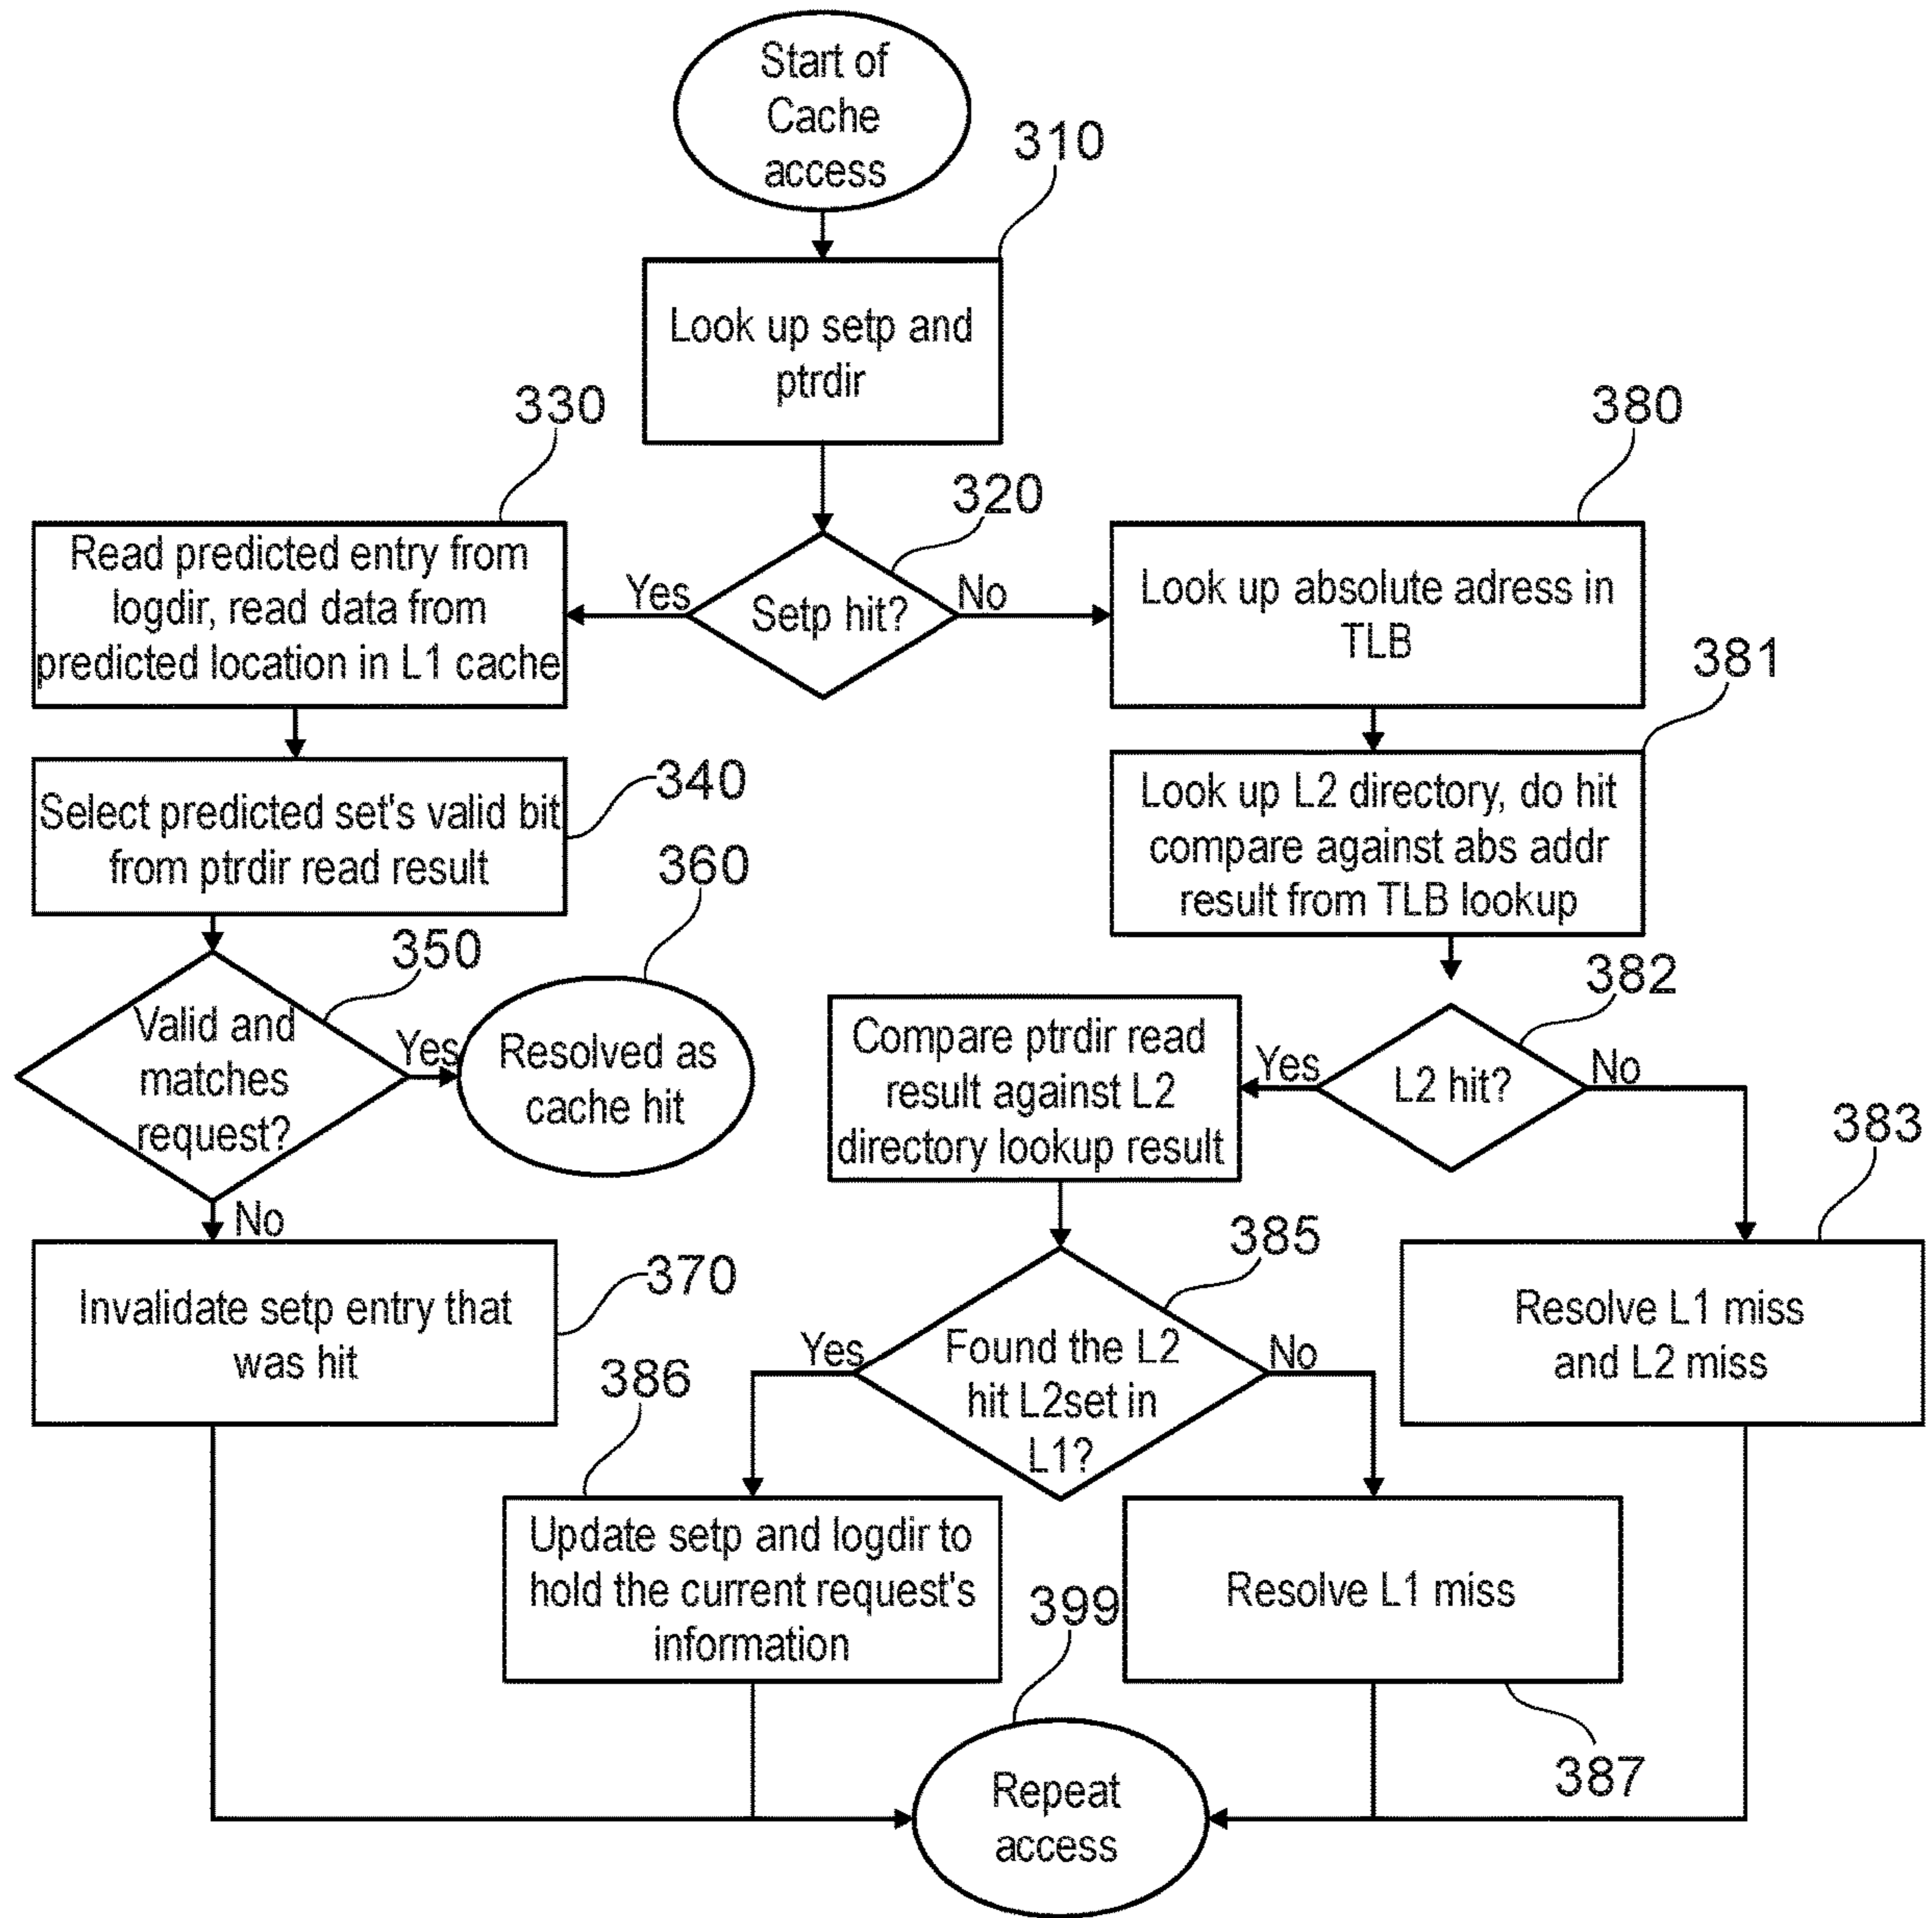 Start of
Cache
access
310
Look up setp and
ptrdir
330
320
380
Read predicted entry from
logdir, read data from
predicted location in L1 cache
Yes
Setp hit?
No
Look up absolute adress in
TLB
381
Select predicted set's valid bit
from ptrdir read result
340
Look up L2 directory, do hit
compare against abs addr
result from TLB lookup
360
350
382
Valid and
matches
request?
Yes
Resolved as
cache hit
Compare ptrdir read
result against L2
directory lookup result
Yes
L2 hit?
No
383
No
385
Invalidate setp entry that
was hit
370
Yes
Found the L2
hit L2set in
L1?
No
Resolve L1 miss
and L2 miss
386
Update setp and logdir to
hold the current request's
information
399
Resolve L1 miss
387
Repeat
access